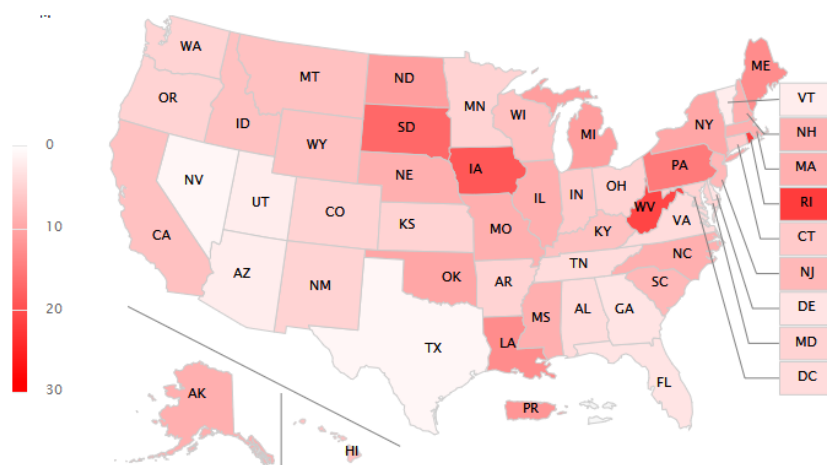 0
10
20
30
WA
OR
CA
NV
ID
MT
WY
UT
AZ
CO
NM
ND
SD
NE
KS
OK
TX
MN
IA
MO
AR
LA
WI
IL
MS
MI
IN
KY
TN
AL
OH
WV
VA
NC
SC
GA
FL
PA
NY
ME
VT
NH
MA
RI
CT
NJ
DE
MD
DC
AK
HI
PR